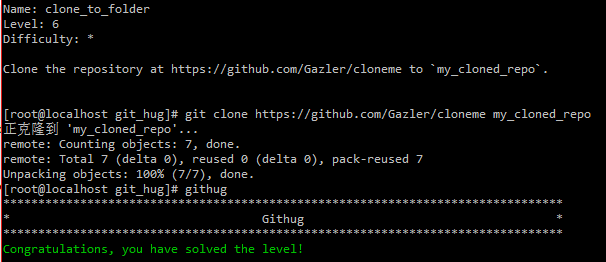 Name: clone_to_folder
Level: 6
Difficulty: *
Clone the repository at https://github.com/Gazler/cloneme to `my_cloned_repo`.
[root@localhost git_hug]# git clone https://github.com/Gazler/cloneme my_cloned_repo
正克隆到 'my_cloned_repo'...
remote: Counting objects: 7, done.
remote: Total 7 (delta 0), reused 0 (delta 0), pack-reused 7
Unpacking objects: 100% (7/7), done.
[root@localhost git_hug]# githug
********************************************************************************
*                                    Githug                                    *
********************************************************************************
Congratulations, you have solved the level!